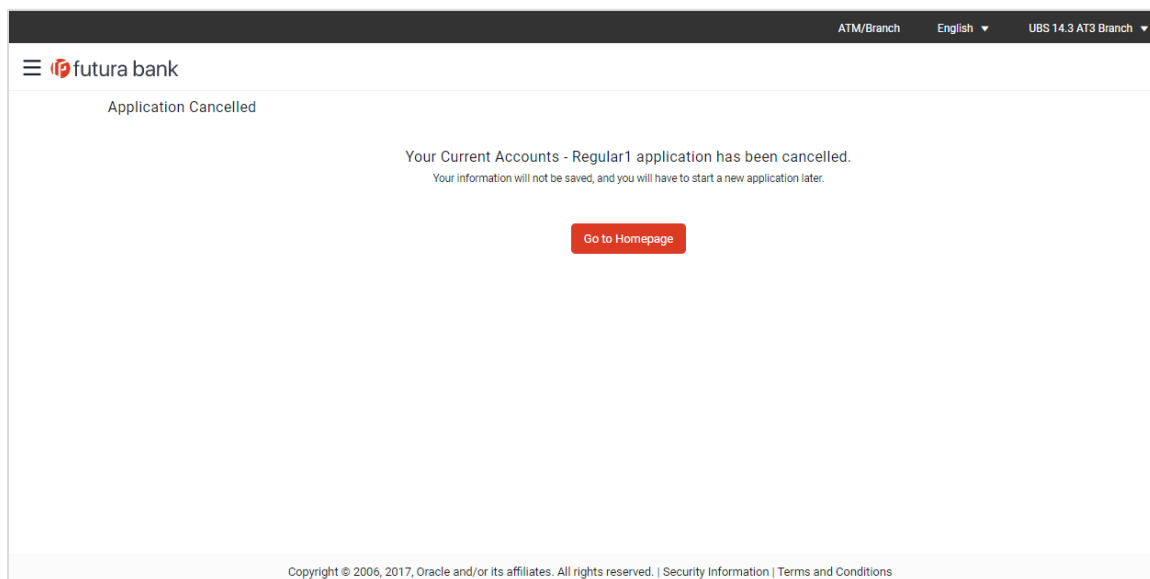 ATM/Branch English UBS 14.3 AT3 Branch
futura bank
Application Cancelled
Your Current Accounts - Regular1 application has been cancelled.
Your information will not be saved, and you will have to start a new application later.
Go to Homepage
Copyright © 2006, 2017, Oracle and/or its affiliates. All rights reserved. | Security Information | Terms and Conditions